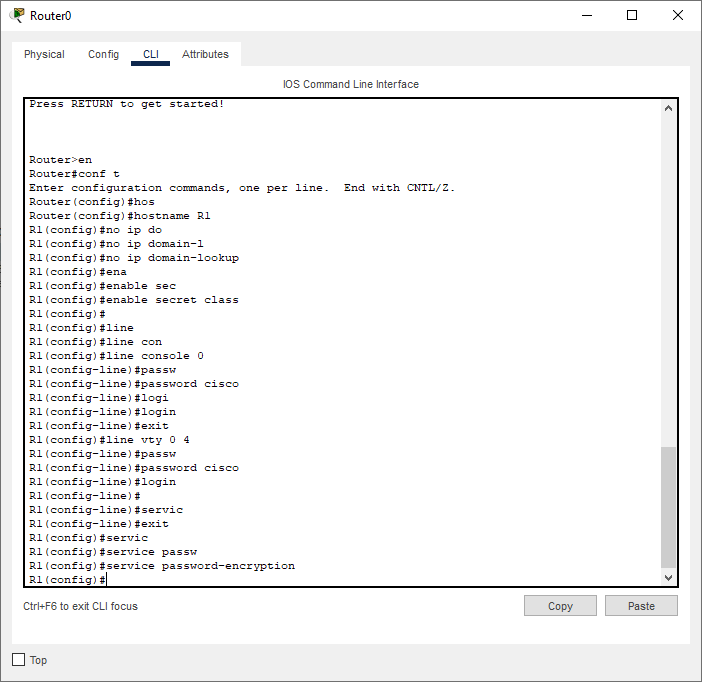 Router0
Physical Config CLI Attributes
IOS Command Line Interface
Press RETURN to get started!
Router>en
Router#conf t
Enter configuration commands, one per line.  End with CNTL/Z.
Router(config)#hos
Router(config)#hostname R1
R1(config)#no ip do
R1(config)#no ip domain-l
R1(config)#no ip domain-lookup
R1(config)#ena
R1(config)#enable sec
R1(config)#enable secret class
R1(config)#
R1(config)#line
R1(config)#line con
R1(config)#line console 0
R1(config-line)#passw
R1(config-line)#password cisco
R1(config-line)#logi
R1(config-line)#login
R1(config-line)#exit
R1(config)#line vty 0 4
R1(config-line)#passw
R1(config-line)#password cisco
R1(config-line)#login
R1(config-line)#
R1(config-line)#servic
R1(config-line)#exit
R1(config)#servic
R1(config)#service passw
R1(config)#service password-encryption
R1(config)#
Ctrl+F6 to exit CLI focus
Copy Paste
Top